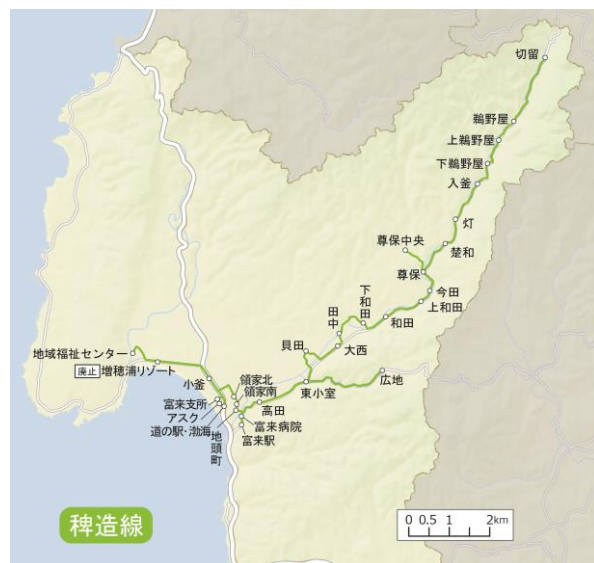 切留
鵜野屋
上鵜野屋
下鵜野屋
入釜
灯
尊保中央
楚和
尊保
今田
上和田
下和田
和田
田中
大西
貝田
広地
東小室
地域福祉センター
廃止 増穂浦リゾート
小釜
領家北
領家南
高田
富来支所
アスク
道の駅・渤海
地頭町
富来病院
富来駅
稗造線
0 0.5 1 2km